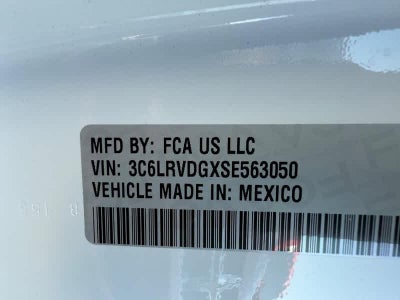 MFD BY: FCA US LLC
VIN: 3C6LRVDGXSE563050
VEHICLE MADE IN: MEXICO